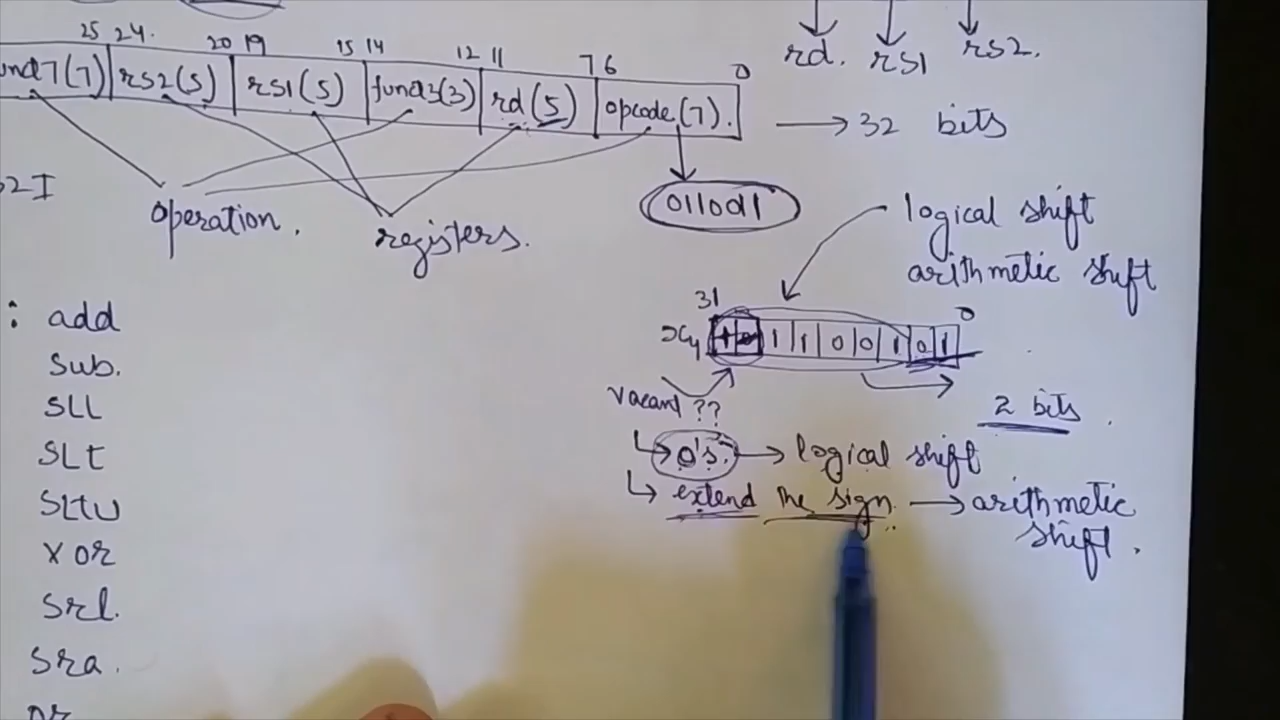 rd. rs1 rs2.
25 24. 20 19 15 14 12 11 7 6 0
rs2(5) rs1(5) funct3(3) rd(5) opcode(7).
→ 32 bits
operation.
registers.
0110011
logical shift
arithmetic shift
31 0
x4 1 1 0 0 1 0 1
vacant ??
2 bits
↳ 0's. → logical shift
↳ extend the sign. → arithmetic
shift.
: add
sub.
SLL
SLt
SLtU
xor
srl.
sra.
or